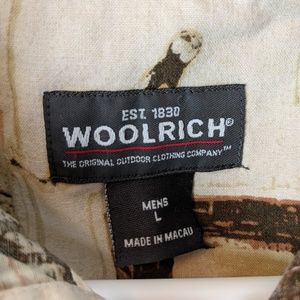 EST. 1830
WOOLRICH®
THE ORIGINAL OUTDOOR CLOTHING COMPANY™
MENS
L
MADE IN MACAU